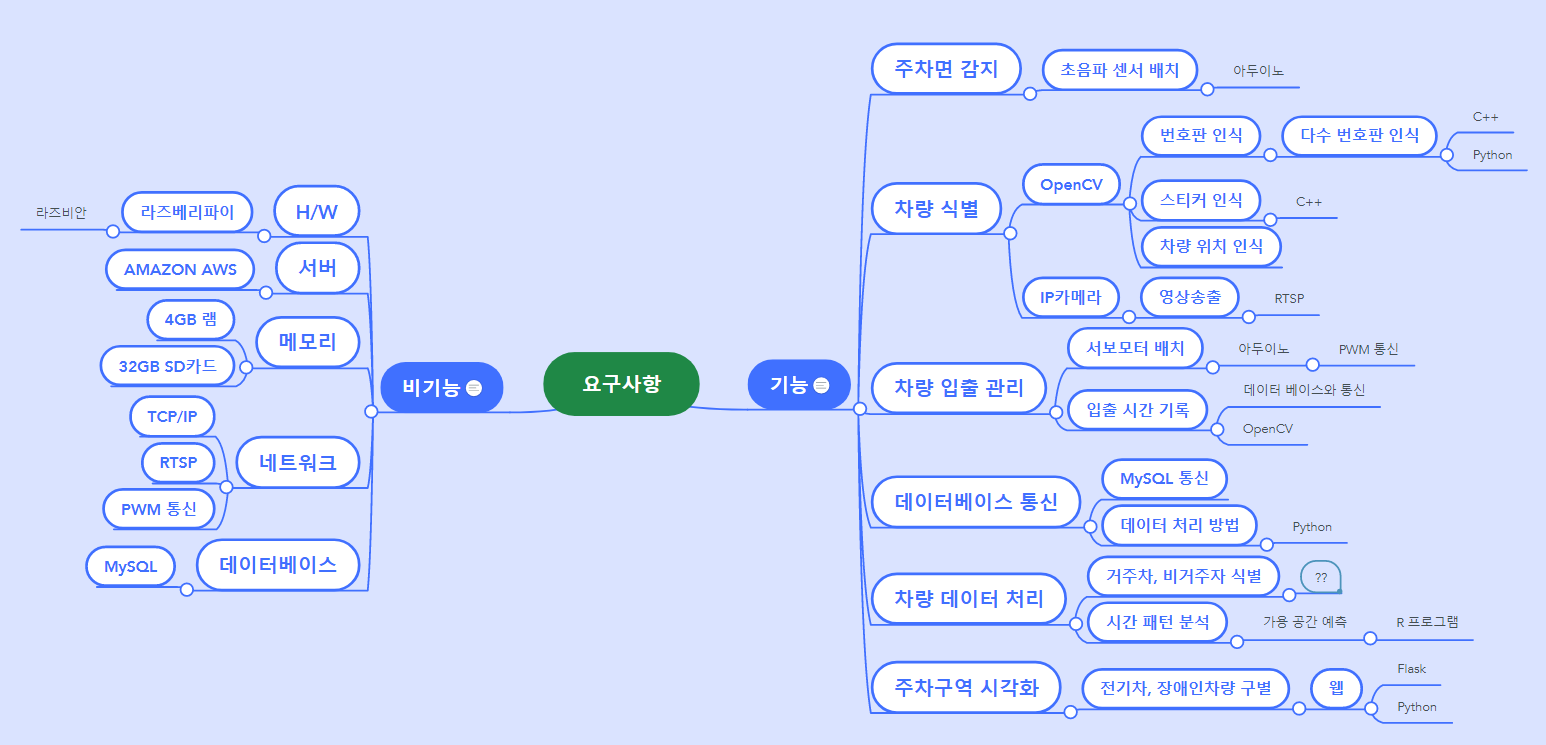 요구사항
기능
주차면 감지
초음파 센서 배치
아두이노
차량 식별
OpenCV
번호판 인식
다수 번호판 인식
C++
Python
스티커 인식
C++
차량 위치 인식
IP카메라
영상송출
RTSP
차량 입출 관리
서보모터 배치
아두이노
PWM 통신
입출 시간 기록
데이터 베이스와 통신
OpenCV
데이터베이스 통신
MySQL 통신
데이터 처리 방법
Python
차량 데이터 처리
거주차, 비거주자 식별
??
시간 패턴 분석
가용 공간 예측
R 프로그램
주차구역 시각화
전기차, 장애인차량 구별
웹
Flask
Python
비기능
H/W
라즈베리파이
라즈비안
서버
AMAZON AWS
메모리
4GB 램
32GB SD카드
네트워크
TCP/IP
RTSP
PWM 통신
데이터베이스
MySQL